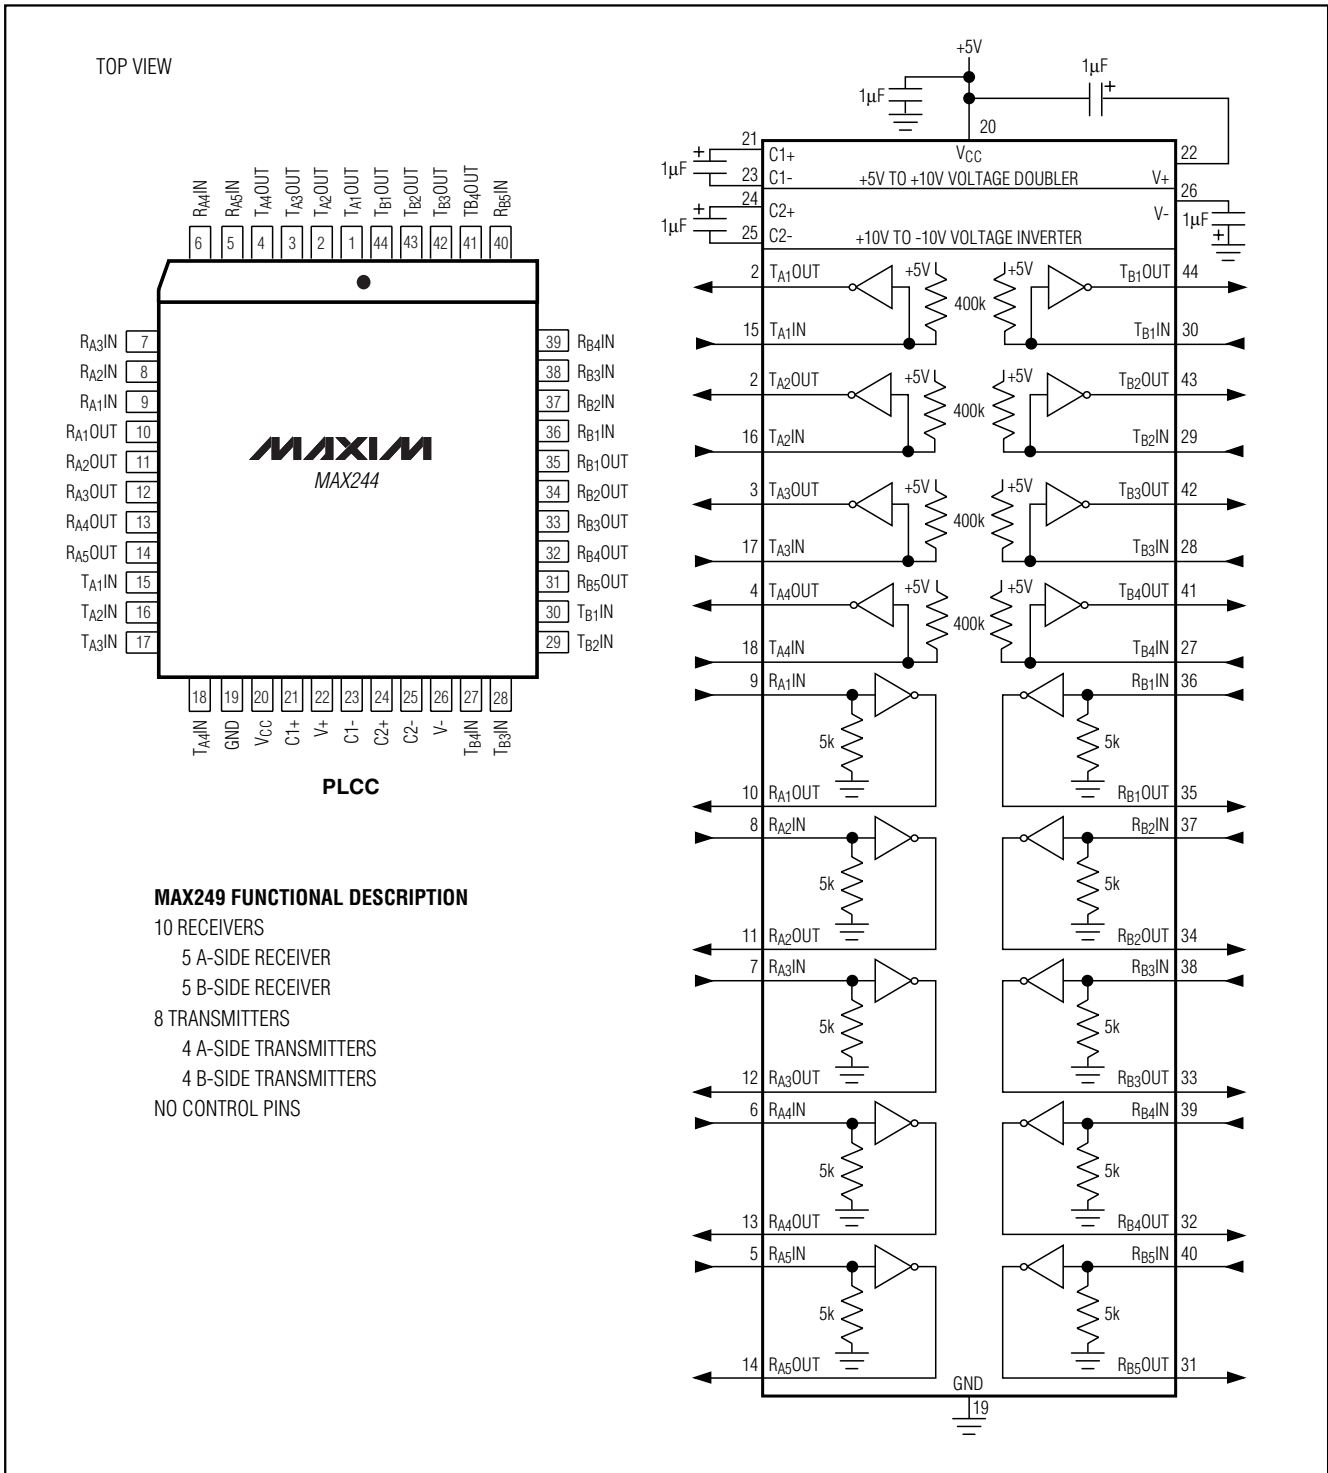 TOP VIEW
RA4IN RA5IN TA4OUT TA3OUT TA2OUT TA1OUT TB1OUT TB2OUT TB3OUT TB4OUT RB5IN
6 5 4 3 2 1 44 43 42 41 40
RA3IN 7
RA2IN 8
RA1IN 9
RA1OUT 10
RA2OUT 11
RA3OUT 12
RA4OUT 13
RA5OUT 14
TA1IN 15
TA2IN 16
TA3IN 17
MAXIM
MAX244
39 RB4IN
38 RB3IN
37 RB2IN
36 RB1IN
35 RB1OUT
34 RB2OUT
33 RB3OUT
32 RB4OUT
31 RB5OUT
30 TB1IN
29 TB2IN
18 19 20 21 22 23 24 25 26 27 28
TA4IN GND VCC C1+ V+ C1- C2+ C2- V- TB4IN TB3IN
PLCC
MAX249 FUNCTIONAL DESCRIPTION
10 RECEIVERS
5 A-SIDE RECEIVER
5 B-SIDE RECEIVER
8 TRANSMITTERS
4 A-SIDE TRANSMITTERS
4 B-SIDE TRANSMITTERS
NO CONTROL PINS
+5V
1µF
1µF +
20
21 C1+ VCC 22
1µF +
23 C1- +5V TO +10V VOLTAGE DOUBLER V+
24 C2+ V- 26
1µF +
1µF +
25 C2- +10V TO -10V VOLTAGE INVERTER
2 TA1OUT +5V +5V TB1OUT 44
400k
15 TA1IN TB1IN 30
2 TA2OUT +5V +5V TB2OUT 43
400k
16 TA2IN TB2IN 29
3 TA3OUT +5V +5V TB3OUT 42
400k
17 TA3IN TB3IN 28
4 TA4OUT +5V +5V TB4OUT 41
400k
18 TA4IN TB4IN 27
9 RA1IN RB1IN 36
5k 5k
10 RA1OUT RB1OUT 35
8 RA2IN RB2IN 37
5k 5k
11 RA2OUT RB2OUT 34
7 RA3IN RB3IN 38
5k 5k
12 RA3OUT RB3OUT 33
6 RA4IN RB4IN 39
5k 5k
13 RA4OUT RB4OUT 32
5 RA5IN RB5IN 40
5k 5k
14 RA5OUT RB5OUT 31
GND
19